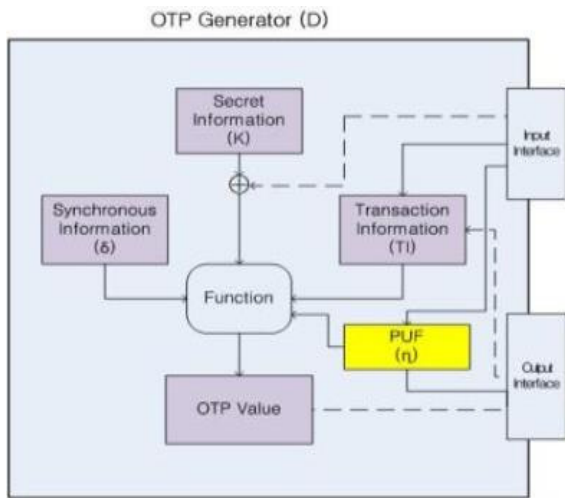 OTP Generator (D)
Secret
Information
(K)
Input
Interface
Synchronous
Information
(δ)
Transaction
Information
(TI)
Function
PUF
(η)
Output
Interface
OTP Value